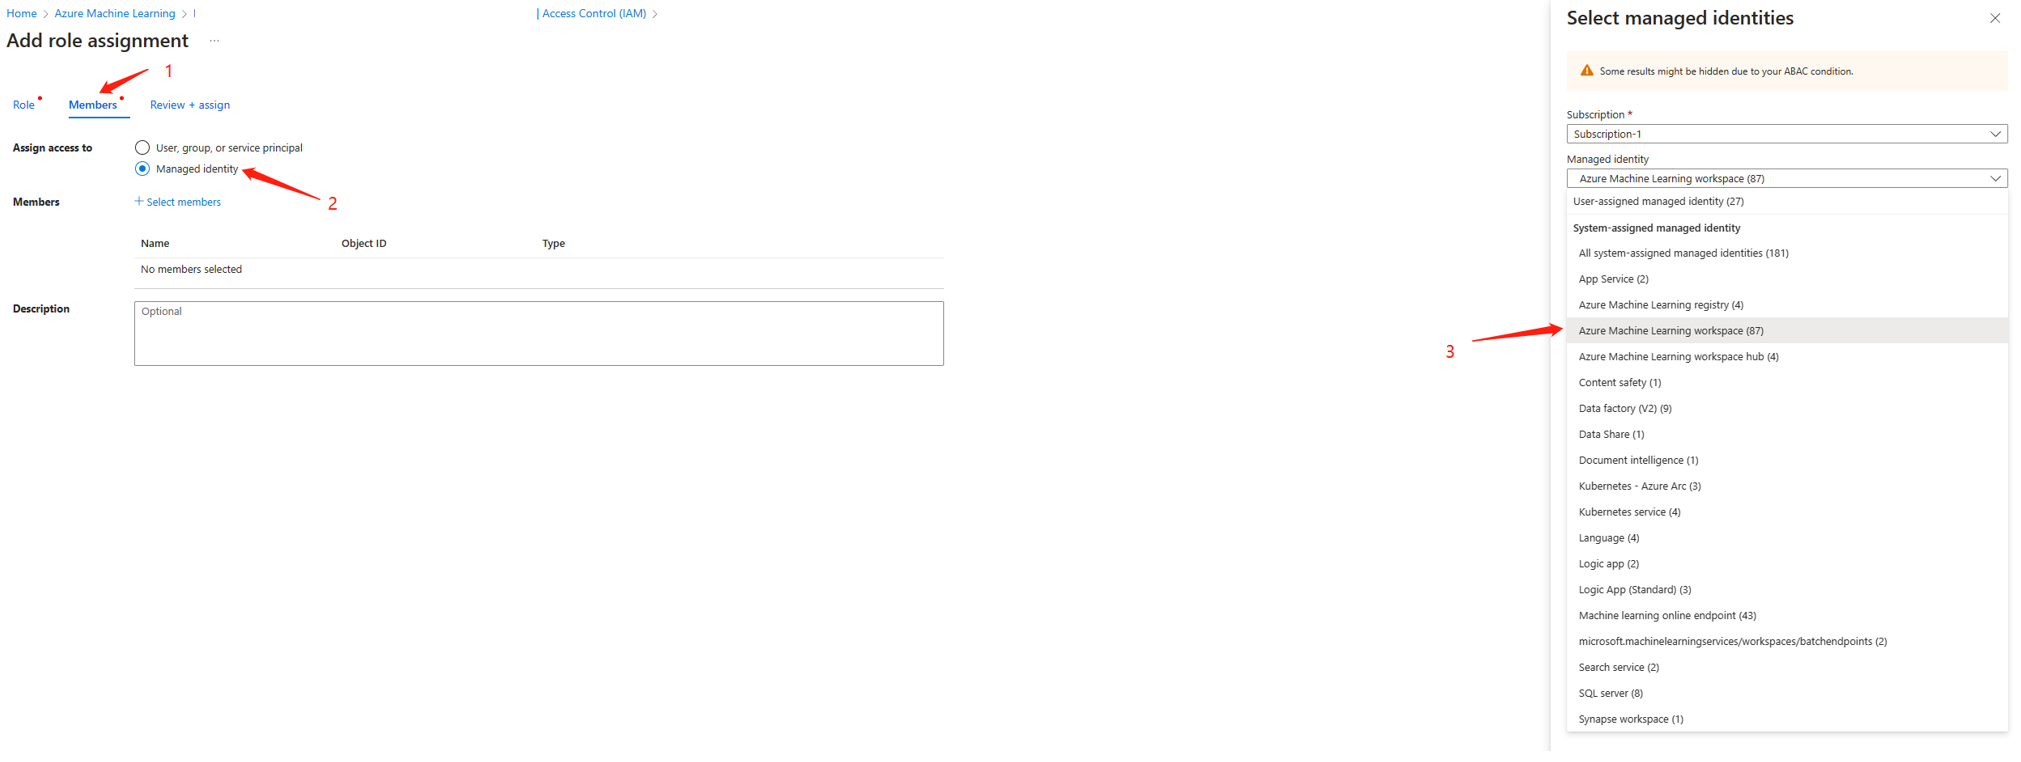 Home > Azure Machine Learning >
| Access Control (IAM) >
Add role assignment ...
1
Role Members Review + assign
Assign access to
User, group, or service principal
Managed identity
2
Members
+ Select members
Name Object ID Type
No members selected
Description
Optional
Select managed identities
Some results might be hidden due to your ABAC condition.
Subscription *
Subscription-1
Managed identity
Azure Machine Learning workspace (87)
User-assigned managed identity (27)
System-assigned managed identity
All system-assigned managed identities (181)
App Service (2)
Azure Machine Learning registry (4)
3
Azure Machine Learning workspace (87)
Azure Machine Learning workspace hub (4)
Content safety (1)
Data factory (V2) (9)
Data Share (1)
Document intelligence (1)
Kubernetes - Azure Arc (3)
Kubernetes service (4)
Language (4)
Logic app (2)
Logic App (Standard) (3)
Machine learning online endpoint (43)
microsoft.machinelearningservices/workspaces/batchendpoints (2)
Search service (2)
SQL server (8)
Synapse workspace (1)